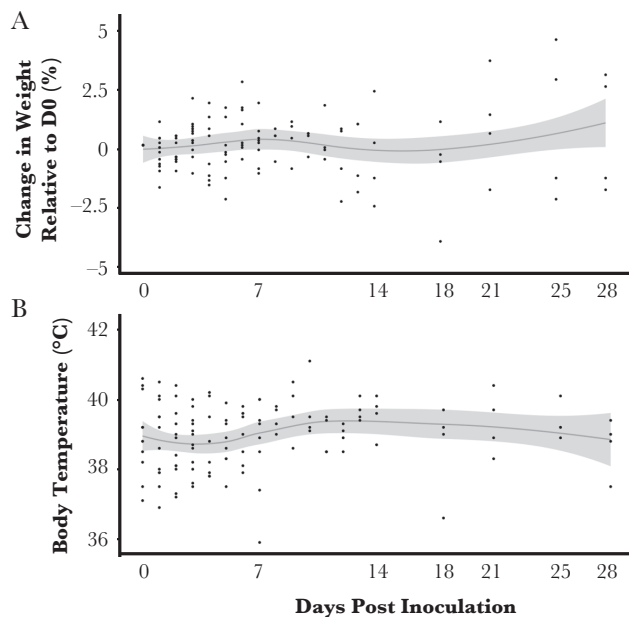 A
Change in Weight
Relative to D0 (%)
5
2.5
0
−2.5
−5
0 7 14 18 21 25 28
B
Body Temperature (°C)
42
40
38
36
0 7 14 18 21 25 28
Days Post Inoculation